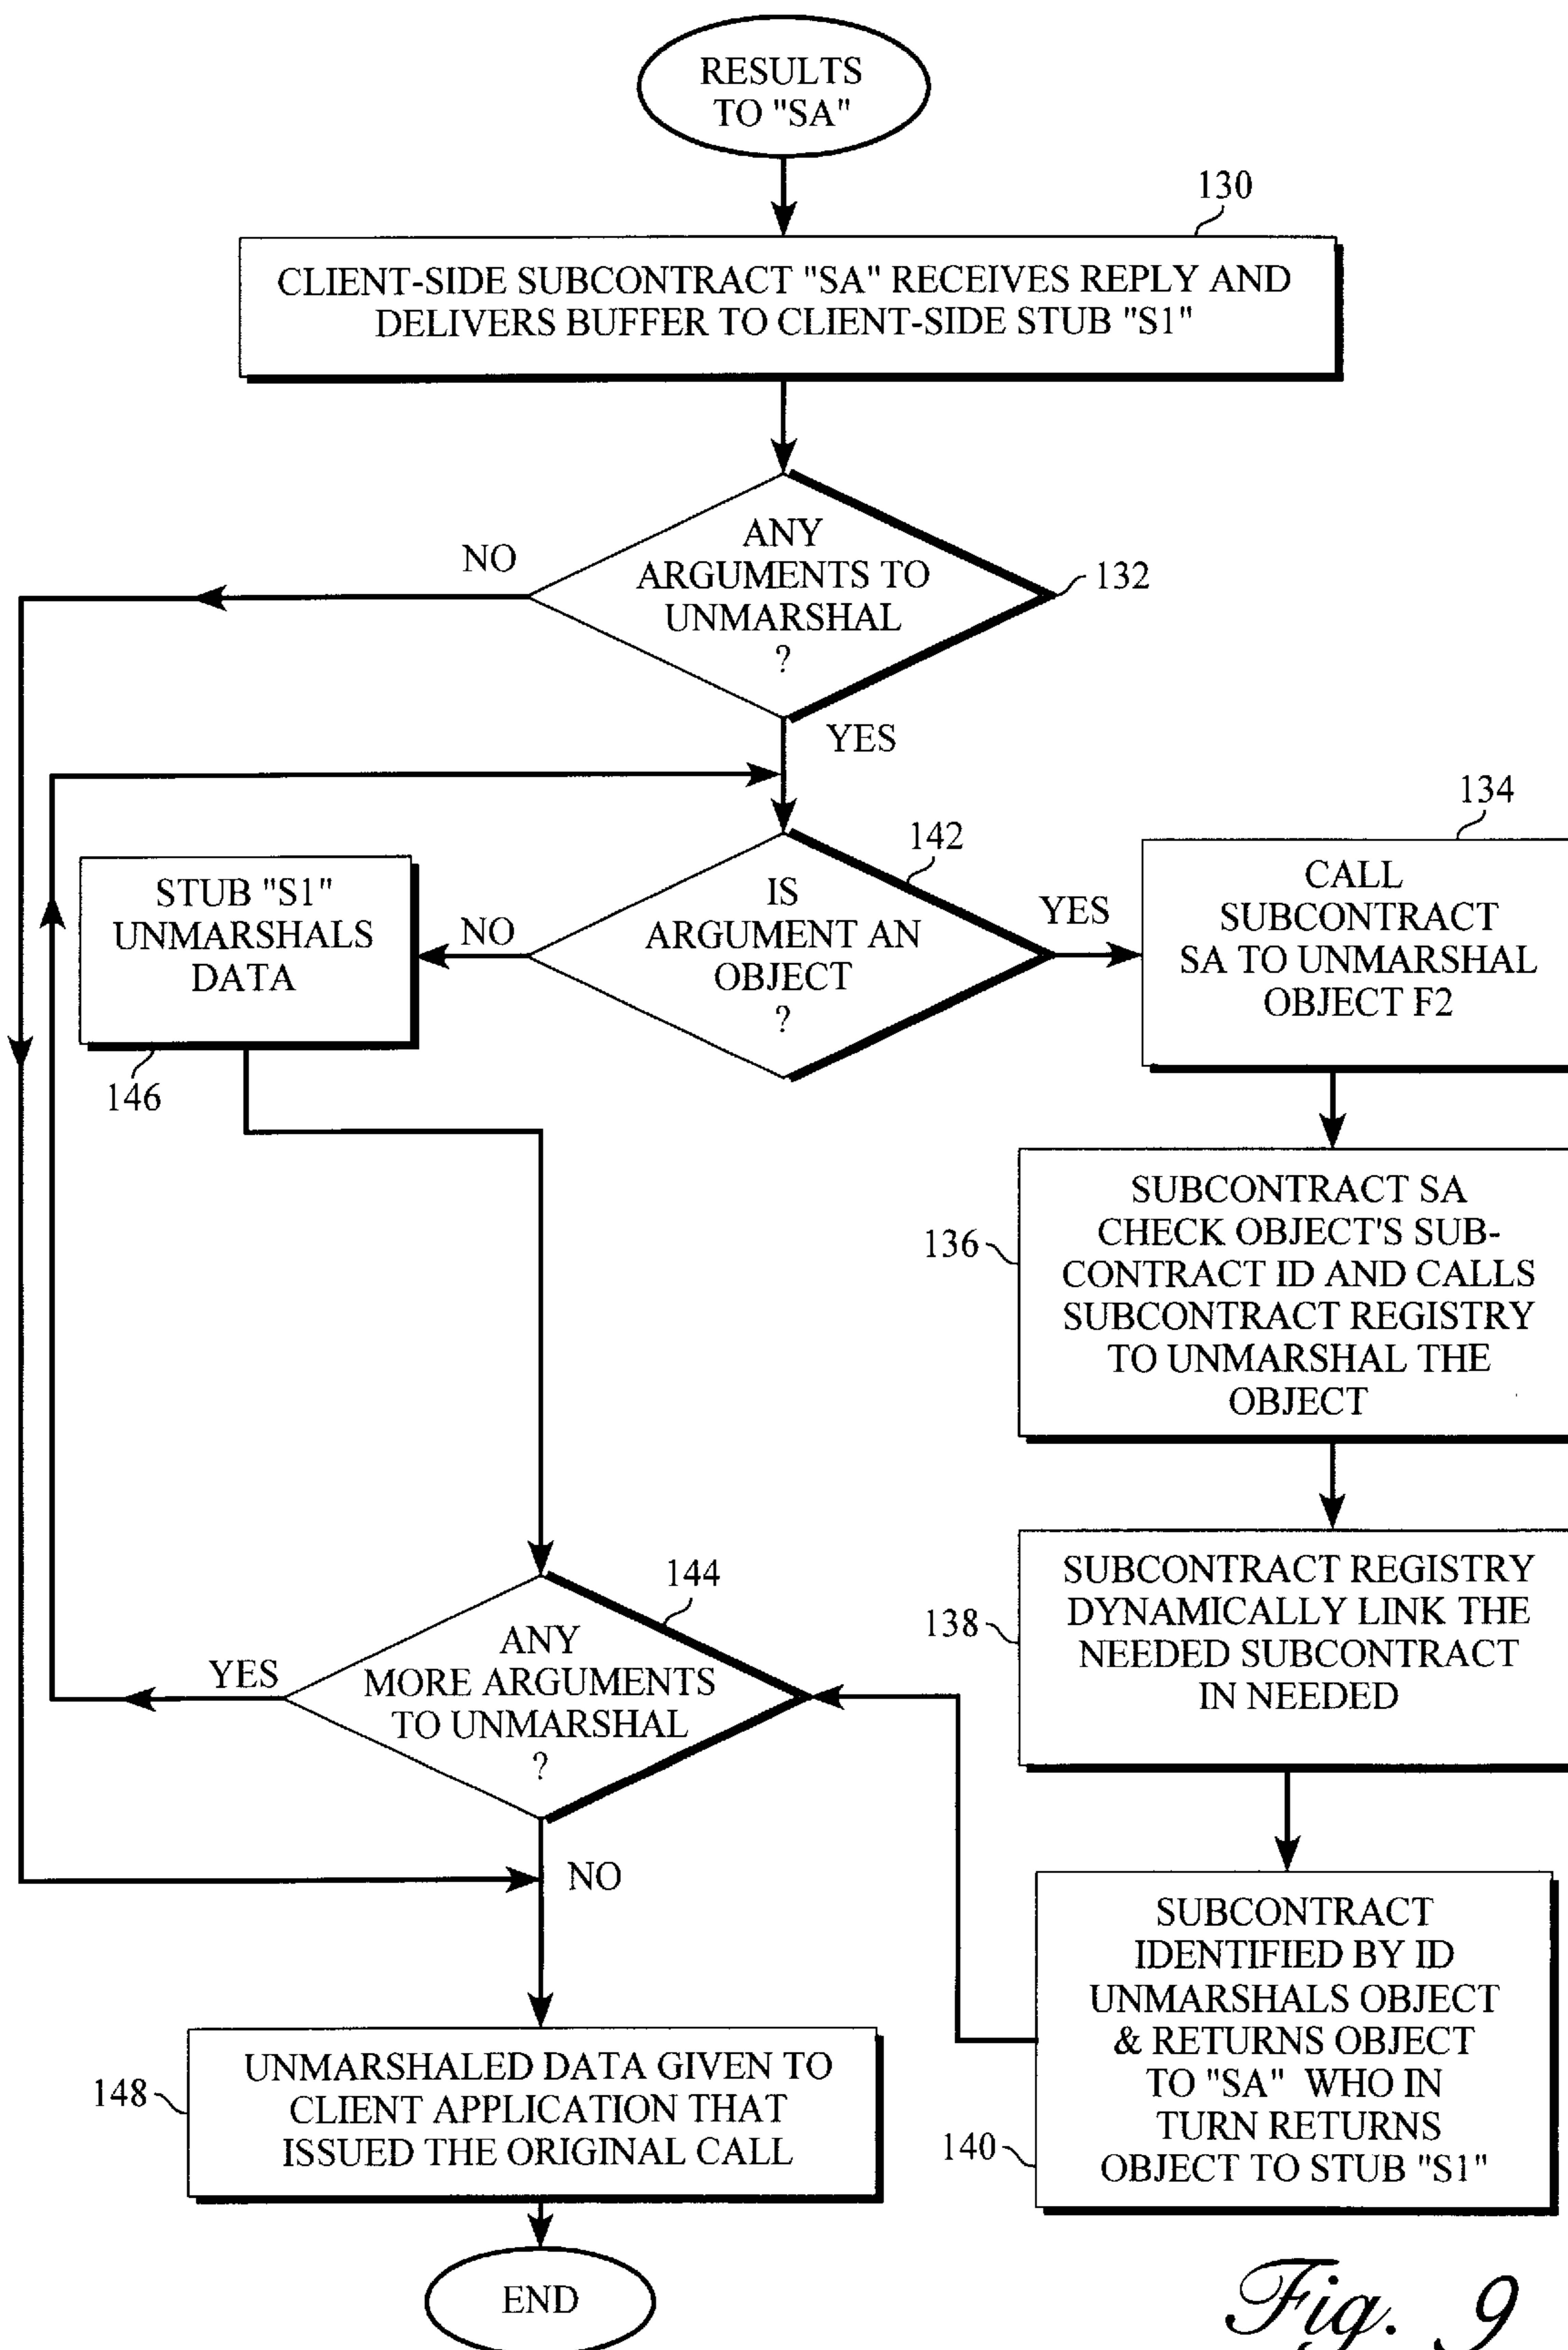 RESULTS
TO "SA"
130
CLIENT-SIDE SUBCONTRACT "SA" RECEIVES REPLY AND
DELIVERS BUFFER TO CLIENT-SIDE STUB "S1"
ANY
ARGUMENTS TO
UNMARSHAL
?
132
NO
YES
142
IS
ARGUMENT AN
OBJECT
?
NO
YES
STUB "S1"
UNMARSHALS
DATA
146
134
CALL
SUBCONTRACT
SA TO UNMARSHAL
OBJECT F2
136
SUBCONTRACT SA
CHECK OBJECT'S SUB-
CONTRACT ID AND CALLS
SUBCONTRACT REGISTRY
TO UNMARSHAL THE
OBJECT
138
SUBCONTRACT REGISTRY
DYNAMICALLY LINK THE
NEEDED SUBCONTRACT
IN NEEDED
140
SUBCONTRACT
IDENTIFIED BY ID
UNMARSHALS OBJECT
& RETURNS OBJECT
TO "SA" WHO IN
TURN RETURNS
OBJECT TO STUB "S1"
144
ANY
MORE ARGUMENTS
TO UNMARSHAL
?
YES
NO
148
UNMARSHALED DATA GIVEN TO
CLIENT APPLICATION THAT
ISSUED THE ORIGINAL CALL
END
Fig. 9